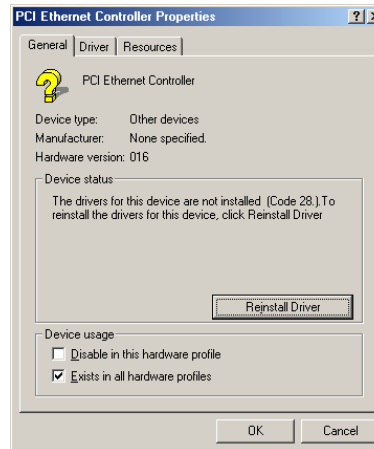 PCI Ethernet Controller Properties
General Driver Resources
PCI Ethernet Controller
Device type: Other devices
Manufacturer: None specified.
Hardware version: 016
Device status
The drivers for this device are not installed (Code 28.).To
reinstall the drivers for this device, click Reinstall Driver
Reinstall Driver
Device usage
Disable in this hardware profile
Exists in all hardware profiles
OK Cancel